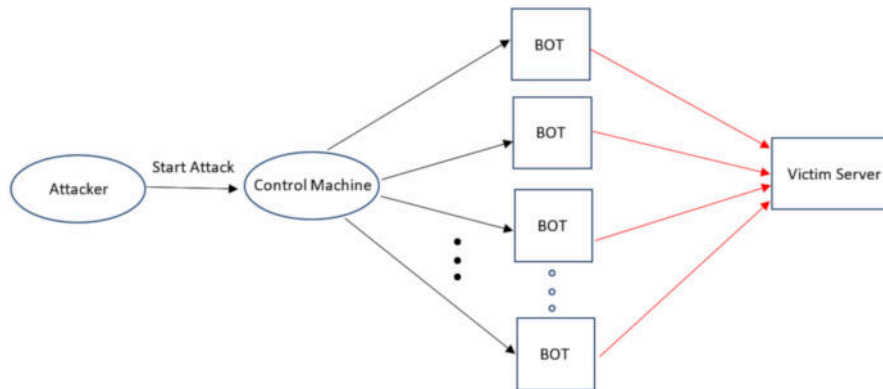 BOT
BOT
Start Attack
Attacker
Control Machine
Victim Server
BOT
BOT